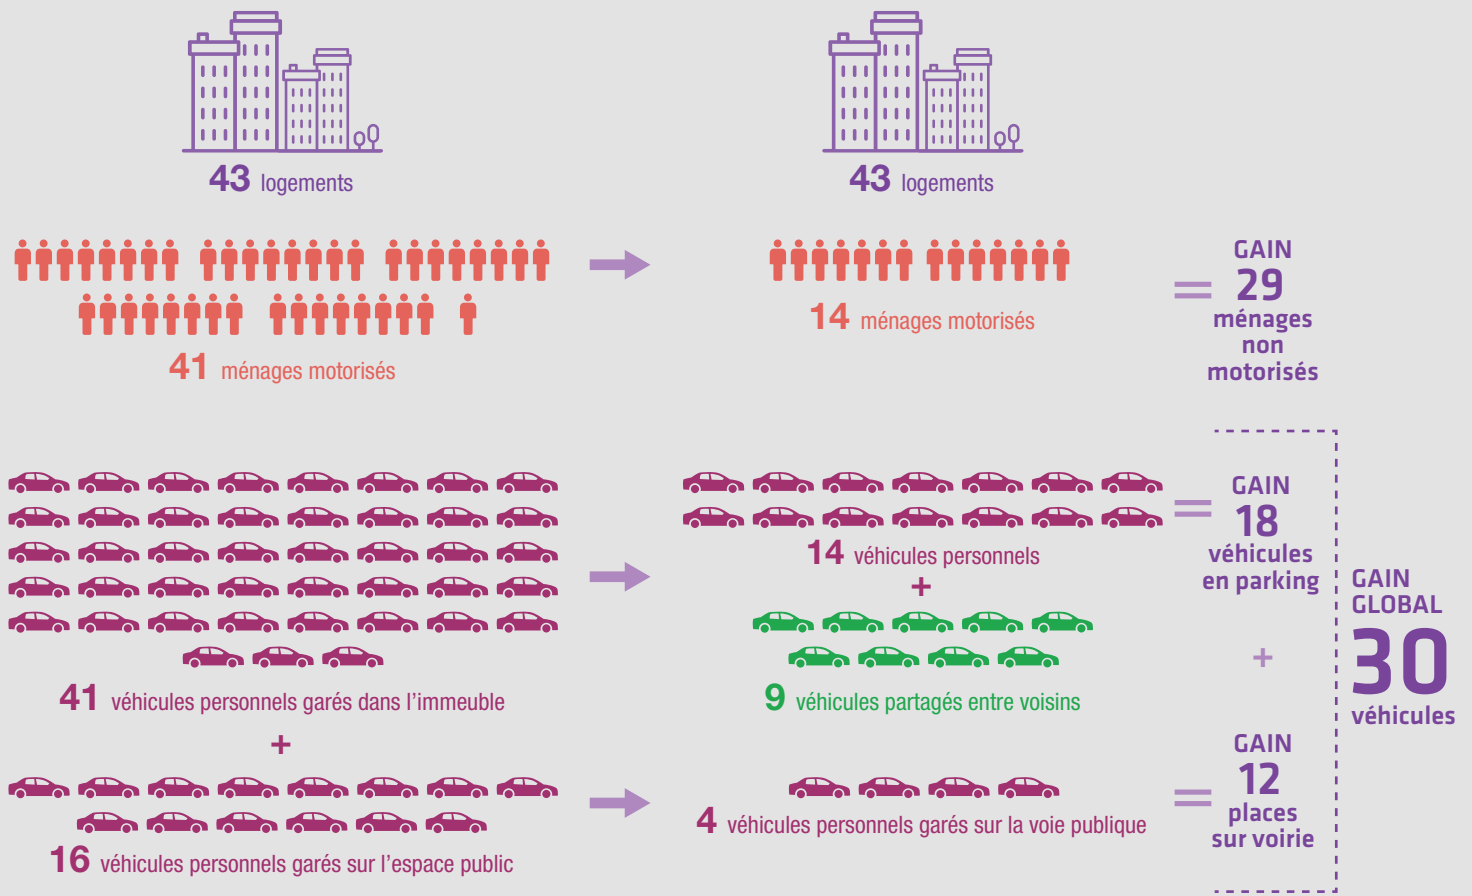 43 logements
43 logements
41 ménages motorisés
14 ménages motorisés
=
GAIN
29
ménages
non
motorisés
41 véhicules personnels garés dans l’immeuble
+
16 véhicules personnels garés sur l’espace public
14 véhicules personnels
+
9 véhicules partagés entre voisins
4 véhicules personnels garés sur la voie publique
=
GAIN
18
véhicules
en parking
+
=
GAIN
12
places
sur voirie
GAIN
GLOBAL
30
véhicules